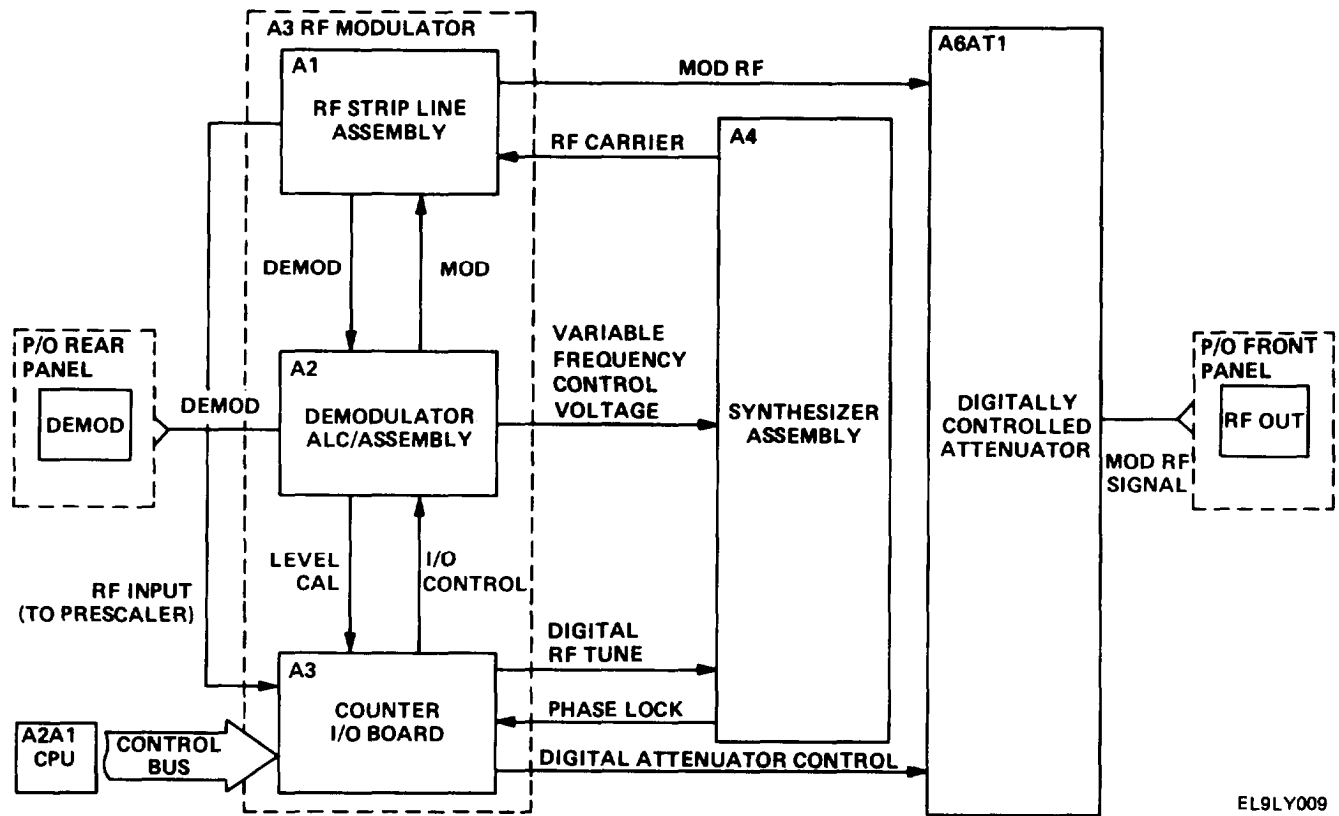 A3 RF MODULATOR
A1
RF STRIP LINE
ASSEMBLY
MOD RF
A6AT1
RF CARRIER
A4
DEMOD
MOD
P/O REAR
PANEL
DEMOD
DEMOD
A2
DEMODULATOR
ALC/ASSEMBLY
VARIABLE
FREQUENCY
CONTROL
VOLTAGE
SYNTHESIZER
ASSEMBLY
DIGITALLY
CONTROLLED
ATTENUATOR
P/O FRONT
PANEL
RF OUT
MOD RF
SIGNAL
LEVEL
CAL
I/O
CONTROL
RF INPUT
(TO PRESCALER)
DIGITAL
RF TUNE
A3
COUNTER
I/O BOARD
PHASE LOCK
A2A1
CPU
CONTROL
BUS
DIGITAL ATTENUATOR CONTROL
EL9LY009